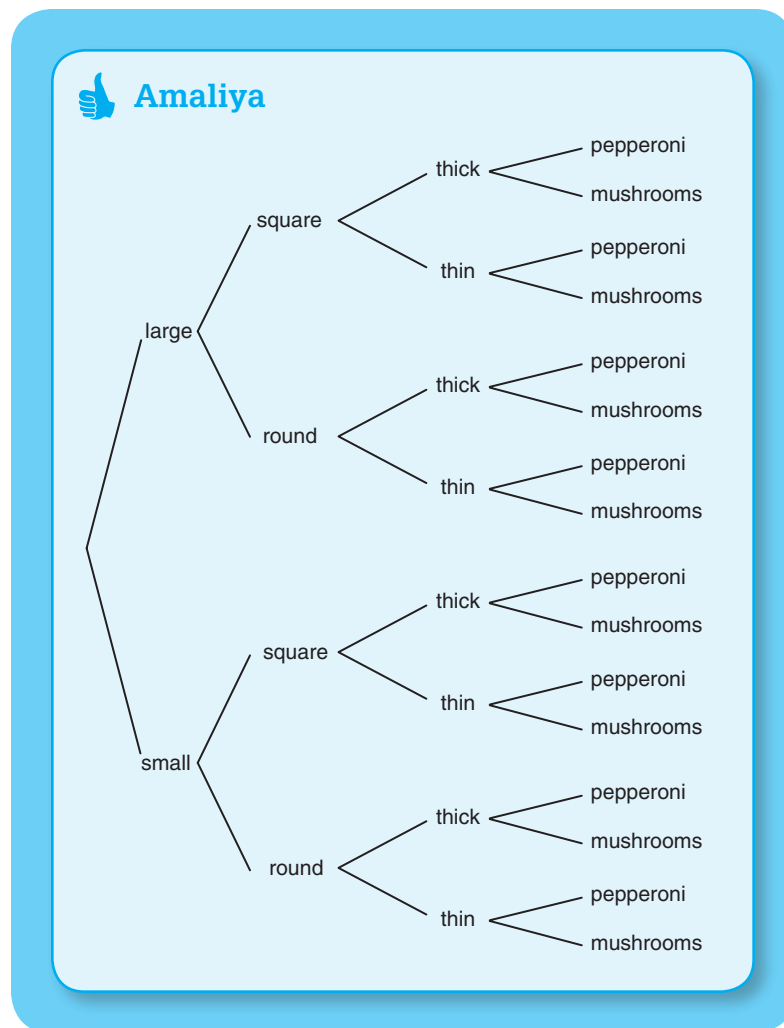 Amaliya
pepperoni
thick
mushrooms
square
pepperoni
thin
mushrooms
large
pepperoni
thick
mushrooms
round
pepperoni
thin
mushrooms
pepperoni
thick
mushrooms
square
pepperoni
thin
mushrooms
small
pepperoni
thick
mushrooms
round
pepperoni
thin
mushrooms